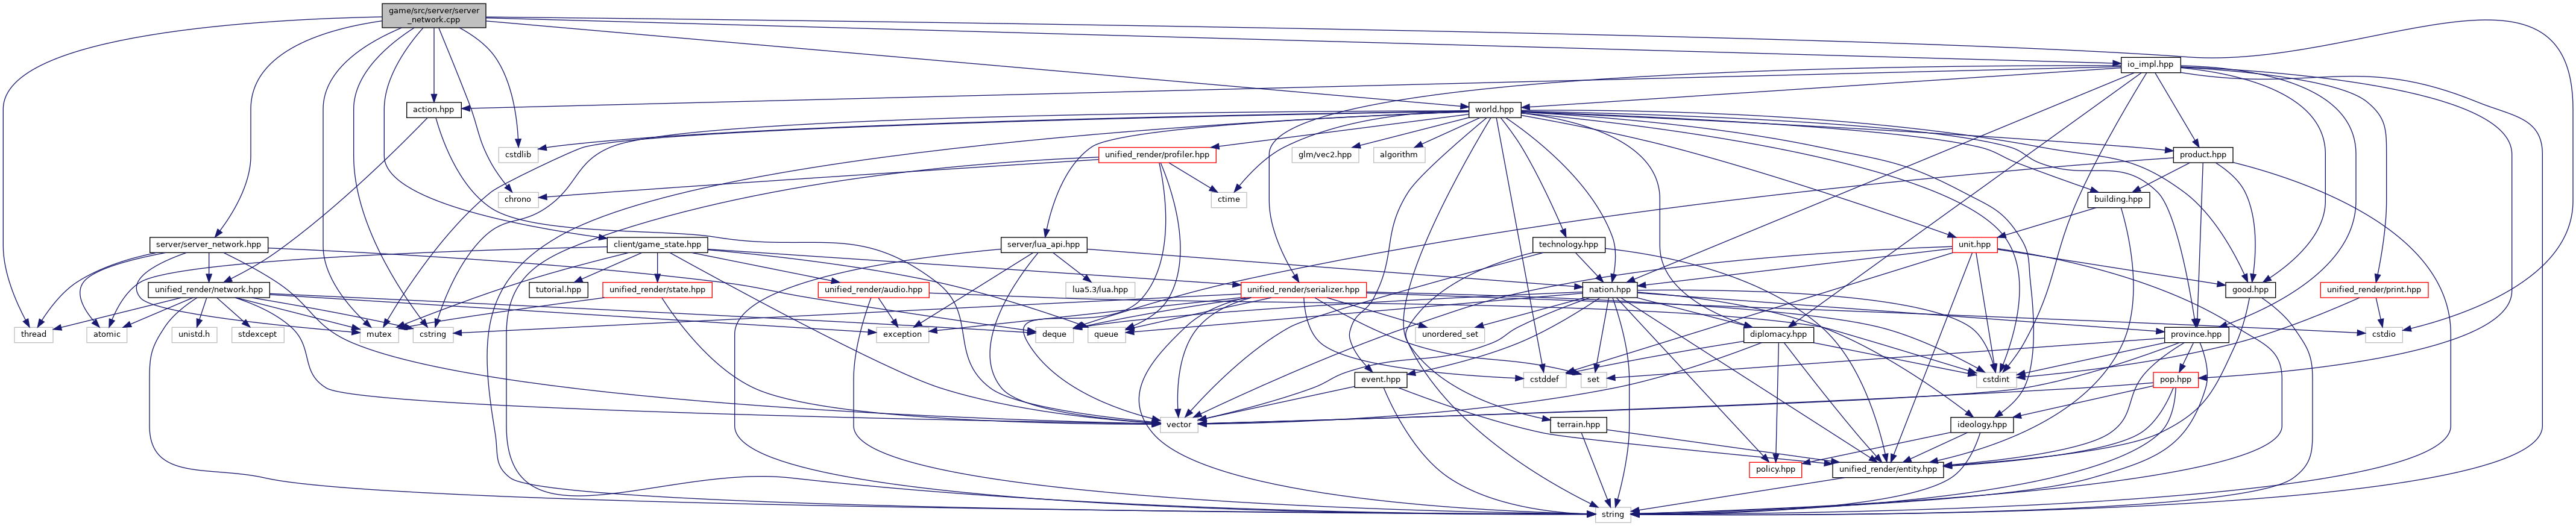 game/src/server/server
_network.cpp
io_impl.hpp
action.hpp
world.hpp
cstdlib
unified_render/profiler.hpp
glm/vec2.hpp
algorithm
product.hpp
chrono
ctime
building.hpp
server/server_network.hpp
client/game_state.hpp
server/lua_api.hpp
technology.hpp
unit.hpp
unified_render/network.hpp
tutorial.hpp
unified_render/state.hpp
unified_render/audio.hpp
lua5.3/lua.hpp
unified_render/serializer.hpp
nation.hpp
good.hpp
unified_render/print.hpp
thread
atomic
unistd.h
stdexcept
mutex
cstring
exception
deque
queue
unordered_set
diplomacy.hpp
province.hpp
cstdio
event.hpp
cstddef
set
cstdint
pop.hpp
vector
terrain.hpp
ideology.hpp
policy.hpp
unified_render/entity.hpp
string